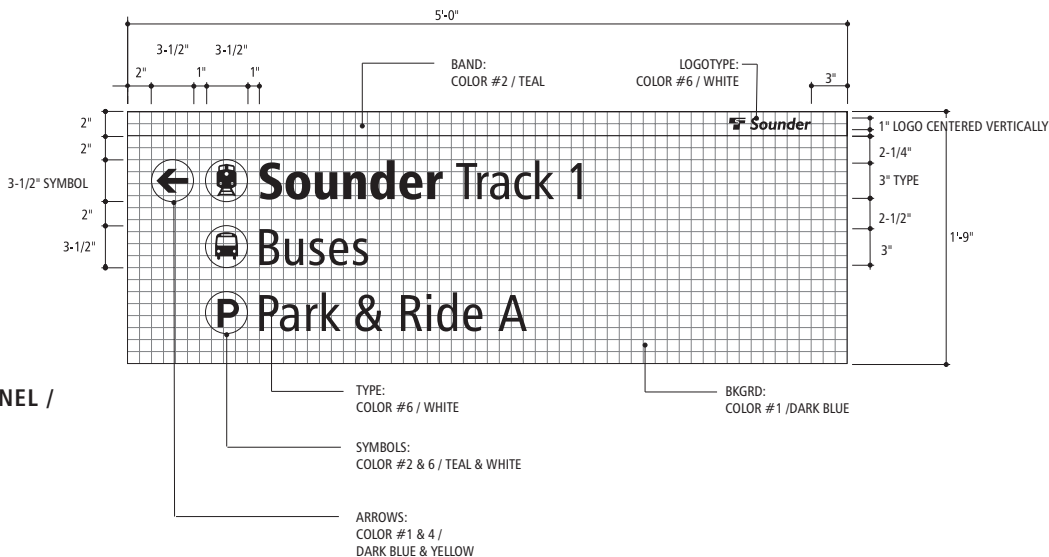 5'-0"
3-1/2" 3-1/2"
2" 1" 1"
BAND:
COLOR #2 / TEAL
LOGOTYPE:
COLOR #6 / WHITE
3"
2"
2"
3-1/2" SYMBOL
2"
3-1/2"
Sounder
1" LOGO CENTERED VERTICALLY
2-1/4"
3" TYPE
2-1/2"
3"
1'-9"
Sounder Track 1
Buses
P Park & Ride A
NEL /
TYPE:
COLOR #6 / WHITE
BKGRD:
COLOR #1 /DARK BLUE
SYMBOLS:
COLOR #2 & 6 / TEAL & WHITE
ARROWS:
COLOR #1 & 4 /
DARK BLUE & YELLOW